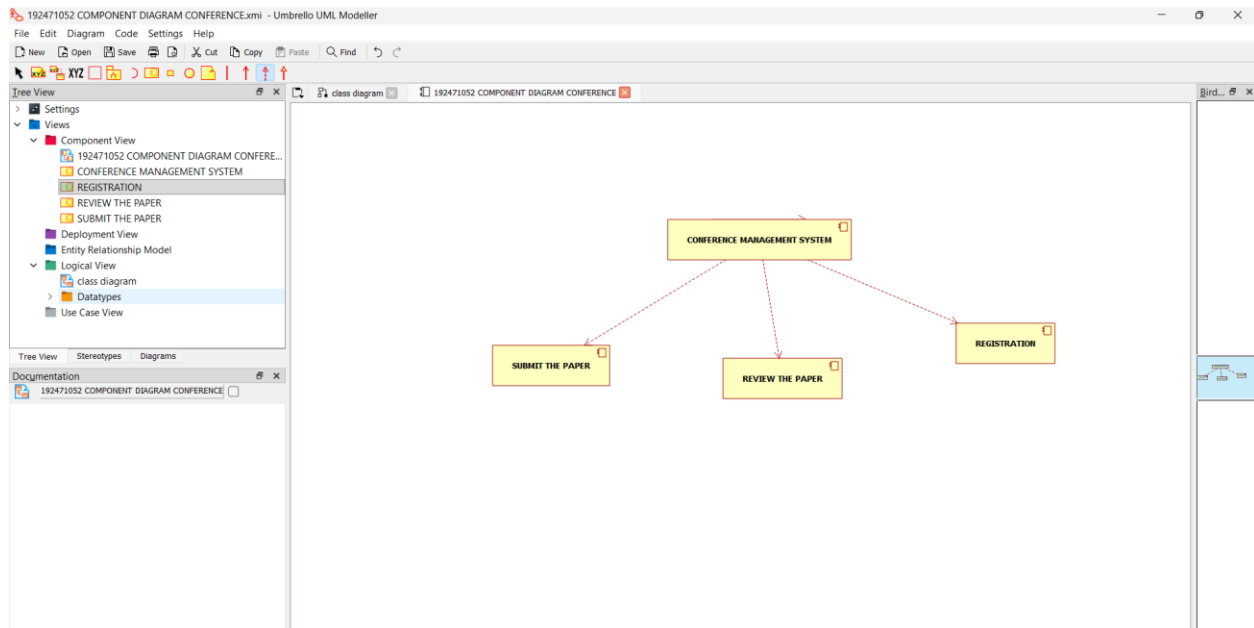 192471052 COMPONENT DIAGRAM CONFERENCE.xmi - Umbrello UML Modeller
File Edit Diagram Code Settings Help
New Open Save Cut Copy Paste Find
XYZ XYZ
Tree View
class diagram
192471052 COMPONENT DIAGRAM CONFERENCE
Bird...
Settings
Views
Component View
192471052 COMPONENT DIAGRAM CONFERE...
CONFERENCE MANAGEMENT SYSTEM
REGISTRATION
REVIEW THE PAPER
SUBMIT THE PAPER
Deployment View
Entity Relationship Model
Logical View
class diagram
Datatypes
Use Case View
Tree View Stereotypes Diagrams
Documentation
192471052 COMPONENT DIAGRAM CONFERENCE
CONFERENCE MANAGEMENT SYSTEM
SUBMIT THE PAPER
REVIEW THE PAPER
REGISTRATION